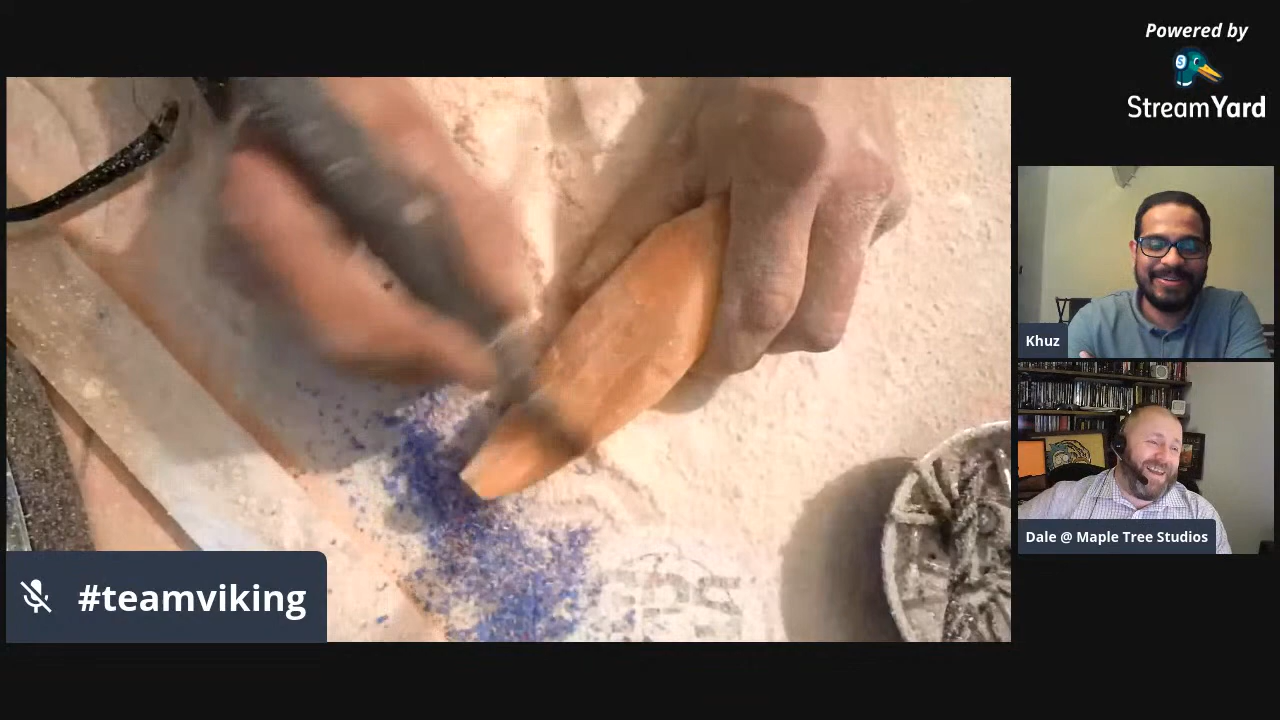 Powered by
StreamYard
Khuz
Dale @ Maple Tree Studios
#teamviking